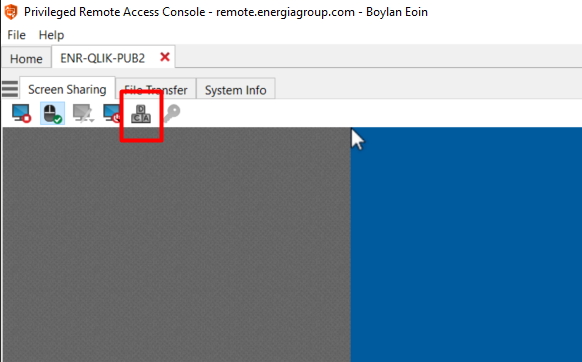 Privileged Remote Access Console - remote.energiagroup.com - Boylan Eoin
File Help
Home ENR-QLIK-PUB2
Screen Sharing File Transfer System Info